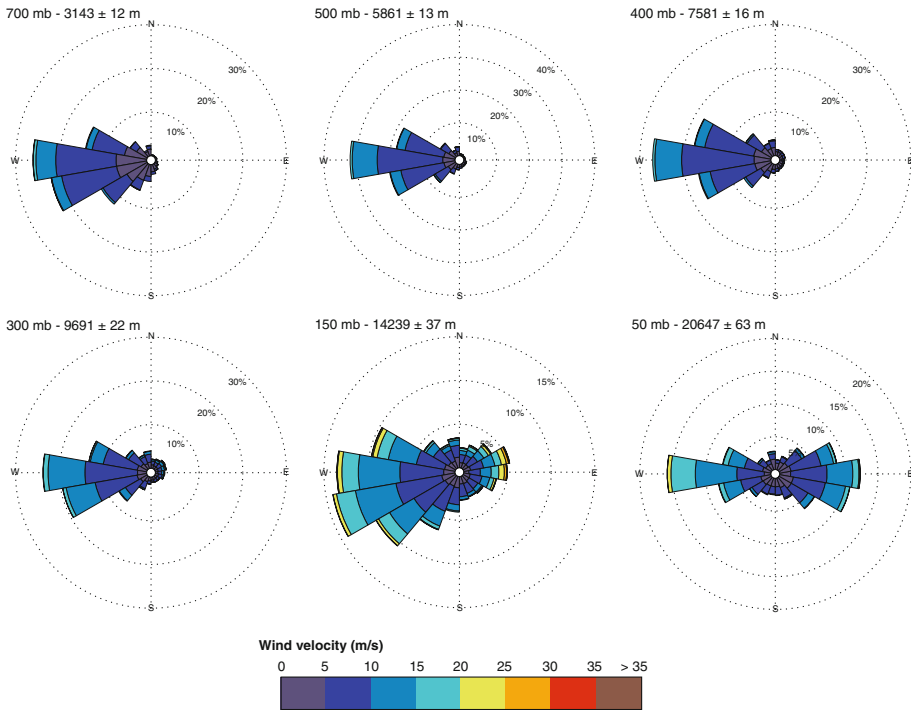 700 mb - 3143 ± 12 m
N
30%
20%
10%
W
E
S
500 mb - 5861 ± 13 m
N
40%
30%
20%
10%
W
E
S
400 mb - 7581 ± 16 m
N
30%
20%
10%
W
E
S
300 mb - 9691 ± 22 m
N
30%
20%
10%
W
E
S
150 mb - 14239 ± 37 m
N
15%
10%
5%
W
E
S
50 mb - 20647 ± 63 m
N
20%
15%
10%
5%
W
E
S
Wind velocity (m/s)
0 5 10 15 20 25 30 35 > 35